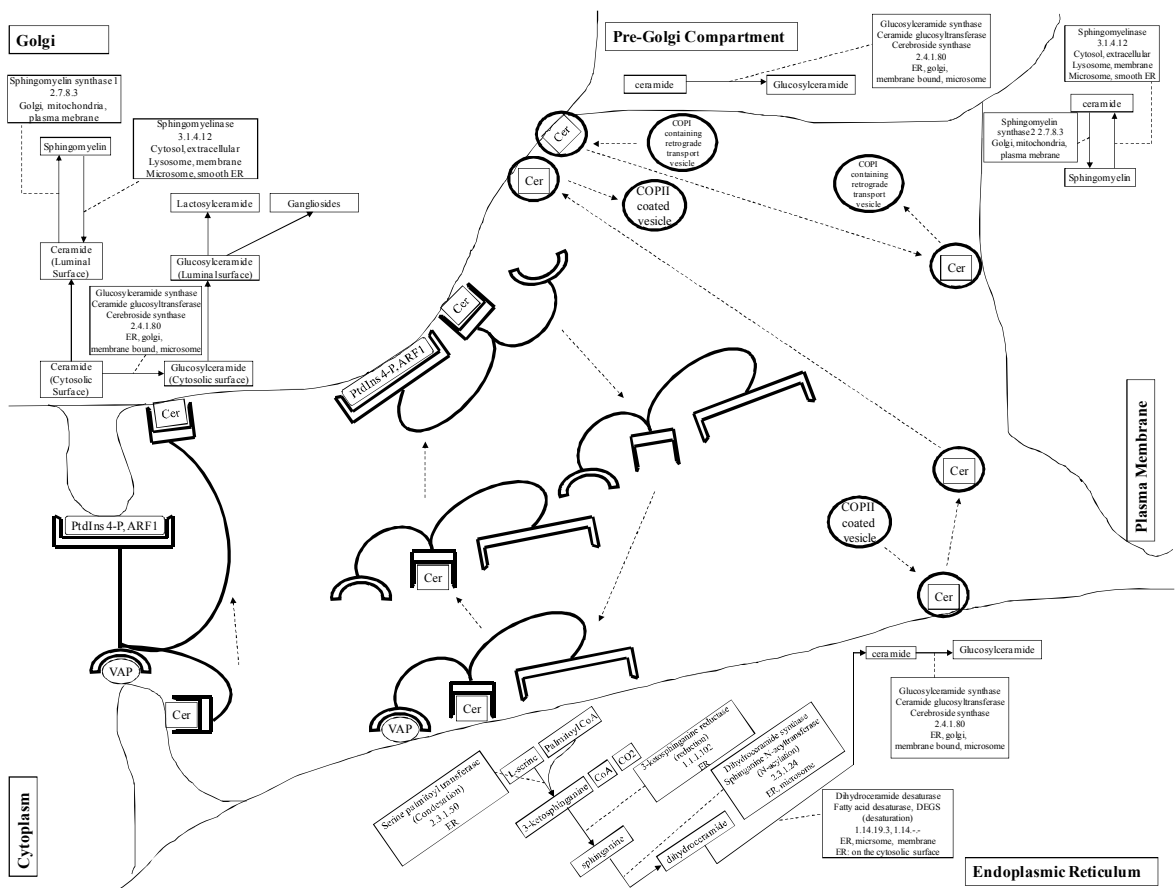 Golgi
Pre-Golgi Compartment
Glucosylceramide synthase
Ceramide glucosyltransferase
Cerebroside synthase
2.4.1.80
ER, golgi,
membrane bound, microsome
Sphingomyelinase
3.1.4.12
Cytosol, extracellular
Lysosome, membrane
Microsome, smooth ER
Sphingomyelin synthase 1
2.7.8.3
Golgi, mitochondria,
plasma mebrane
ceramide
Glucosylceramide
ceramide
Sphingomyelin
synthase2 2.7.8.3
Golgi, mitochondria,
plasma mebrane
Sphingomyelin
Sphingomyelin
Sphingomyelinase
3.1.4.12
Cytosol, extracellular
Lysosome, membrane
Microsome, smooth ER
Cer
COPI
containing
retrograde
transport
vesicle
Cer
COPII
coated
vesicle
COPI
containing
retrograde
transport
vesicle
Lactosylceramide
Gangliosides
Ceramide
(Luminal
Surface)
Glucosylceramide
(Luminal surface)
Cer
Glucosylceramide synthase
Ceramide glucosyltransferase
Cerebroside synthase
2.4.1.80
ER, golgi,
membrane bound, microsome
Cer
Ceramide
(Cytosolic
Surface)
Glucosylceramide
(Cytosolic surface)
PtdIns 4-P, ARF1
Cer
Plasma Membrane
Cer
PtdIns 4-P, ARF1
COPII
coated
vesicle
Cer
Cer
VAP
Cer
VAP
Cer
ceramide
Glucosylceramide
Glucosylceramide synthase
Ceramide glucosyltransferase
Cerebroside synthase
2.4.1.80
ER, golgi,
membrane bound, microsome
Serine palmitoyl transferase
(Condesation)
2.3.1.50
ER
L-serine
Palmitoyl CoA
3-ketosphinganine
CoA
CO2
3-ketosphinganine reductase
(reduction)
1.1.1.102
ER
sphinganine
Dihydroceramide synthase
Sphinganine N-acyltransferase
(N-acylation)
2.3.1.24
ER, microsome
dihydroceramide
Dihydroceramide desaturase
Fatty acid desaturase, DEGS
(desaturation)
1.14.19.3, 1.14.-.-
ER, micrsome, membrane
ER: on the cytosolic surface
Cytoplasm
Endoplasmic Reticulum